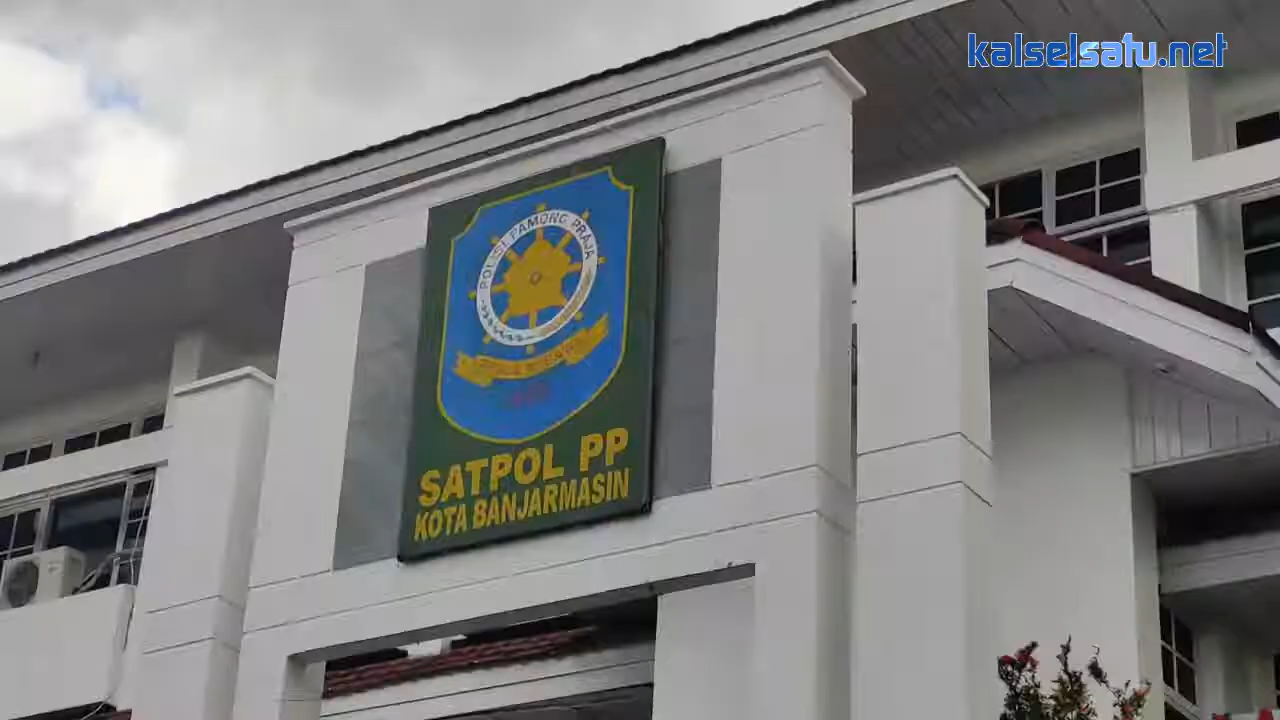 kalselsatu.net
POLISI PAMONG PRAJA
SATPOL PP
KOTA BANJARMASIN